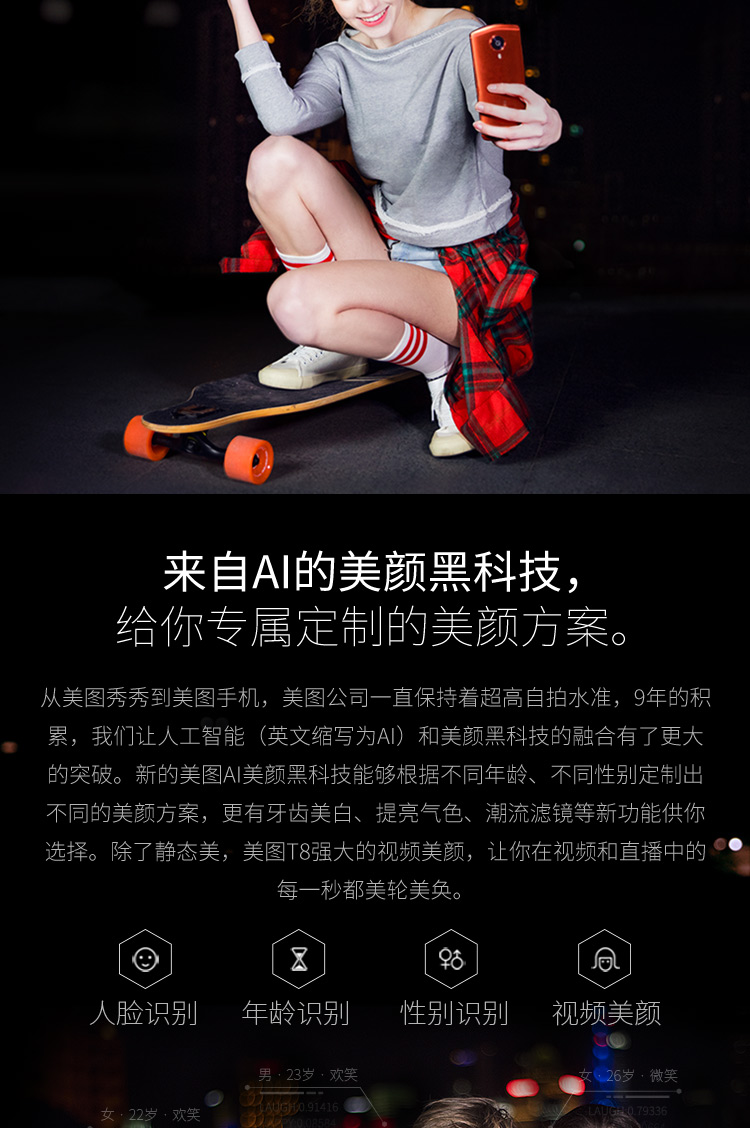 来自AI的美颜黑科技，
给你专属定制的美颜方案。
从美图秀秀到美图手机，美图公司一直保持着超高自拍水准，9年的积
累，我们让人工智能（英文缩写为AI）和美颜黑科技的融合有了更大
的突破。新的美图AI美颜黑科技能够根据不同年龄、不同性别定制出
不同的美颜方案，更有牙齿美白、提亮气色、潮流滤镜等新功能供你
选择。除了静态美，美图T8强大的视频美颜，让你在视频和直播中的
每一秒都美轮美奂。
人脸识别 年龄识别 性别识别 视频美颜
男 · 23岁 · 欢笑
女 · 26岁 · 微笑
女 · 22岁 · 欢笑
LAUGH:0.91416
LAUGH:0.79336